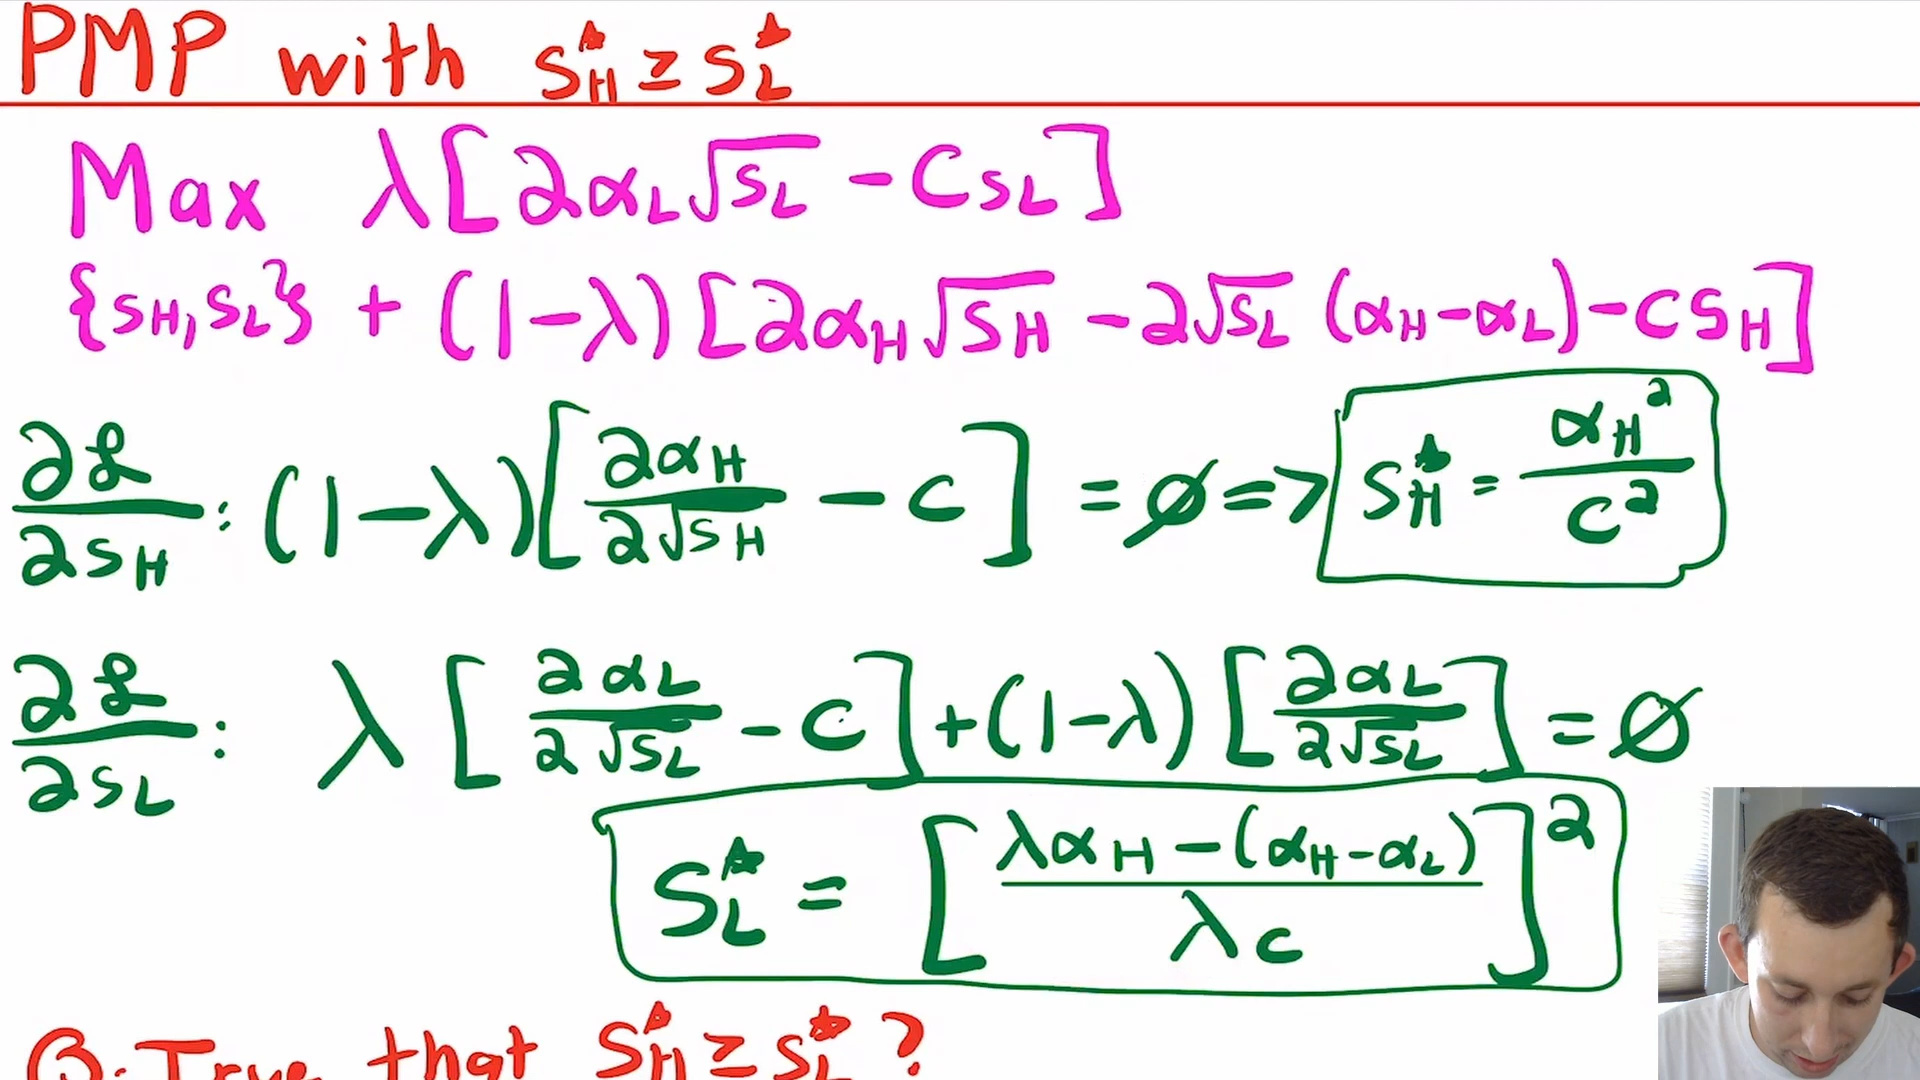 PMP with S*H ≥ S*L
Max λ[2αL√SL - CSL]
{SH,SL} + (1-λ)[2αH√SH - 2√SL (αH-αL) - CSH]
∂ℒ/∂SH : (1-λ)[2αH/2√SH - C] = 0 => S*H = αH²/C²
∂ℒ/∂SL : λ[2αL/2√SL - C] + (1-λ)[2αL/2√SL] = 0
S*L = [λαH - (αH-αL)/λC]²
Q: True that S*H ≥ S*L ?